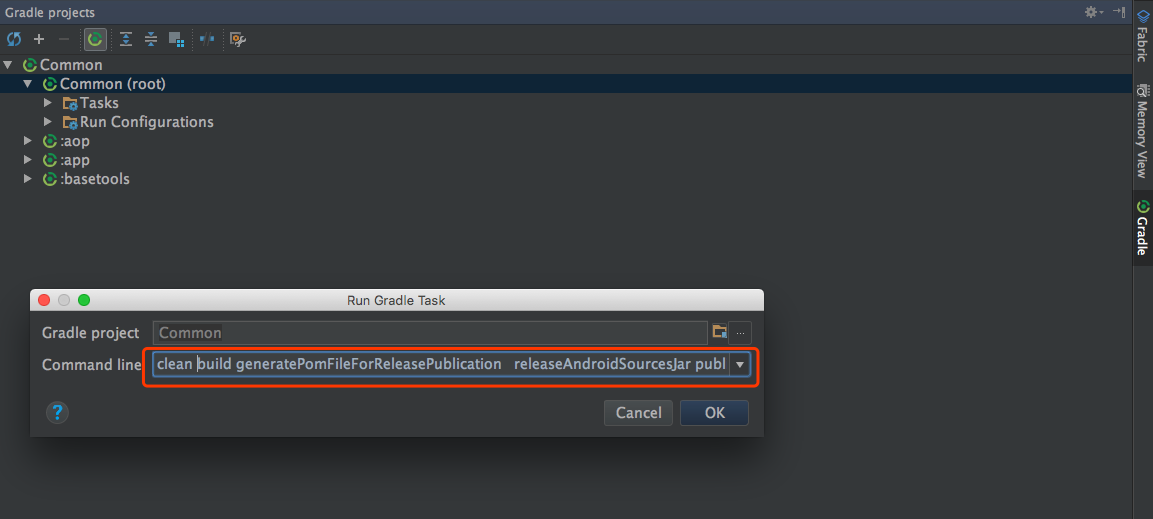 Gradle projects
Common
Common (root)
Tasks
Run Configurations
:aop
:app
:basetools
Fabric
Memory View
Gradle
Run Gradle Task
Gradle project Common ...
Command line clean build generatePomFileForReleasePublication releaseAndroidSourcesJar publ
? Cancel OK